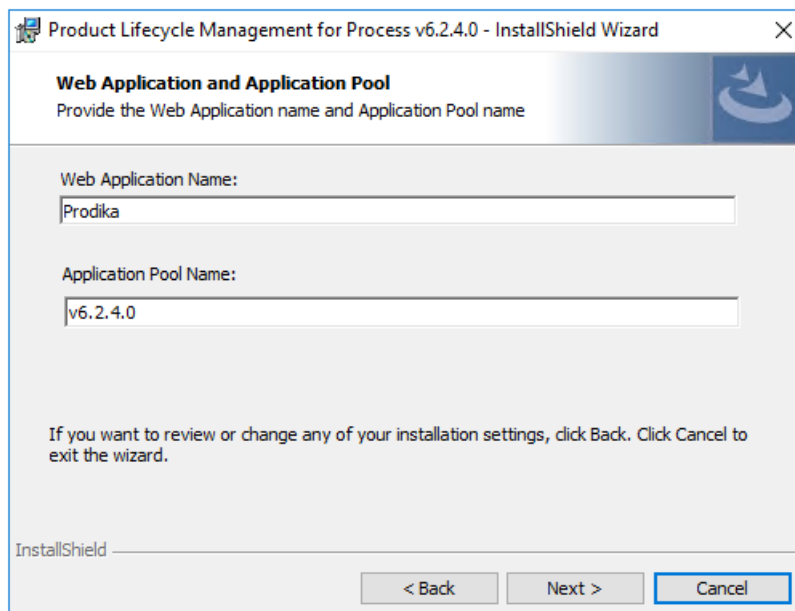 Product Lifecycle Management for Process v6.2.4.0 - InstallShield Wizard
Web Application and Application Pool
Provide the Web Application name and Application Pool name
Web Application Name:
Prodika
Application Pool Name:
v6.2.4.0
If you want to review or change any of your installation settings, click Back. Click Cancel to
exit the wizard.
InstallShield
< Back Next > Cancel